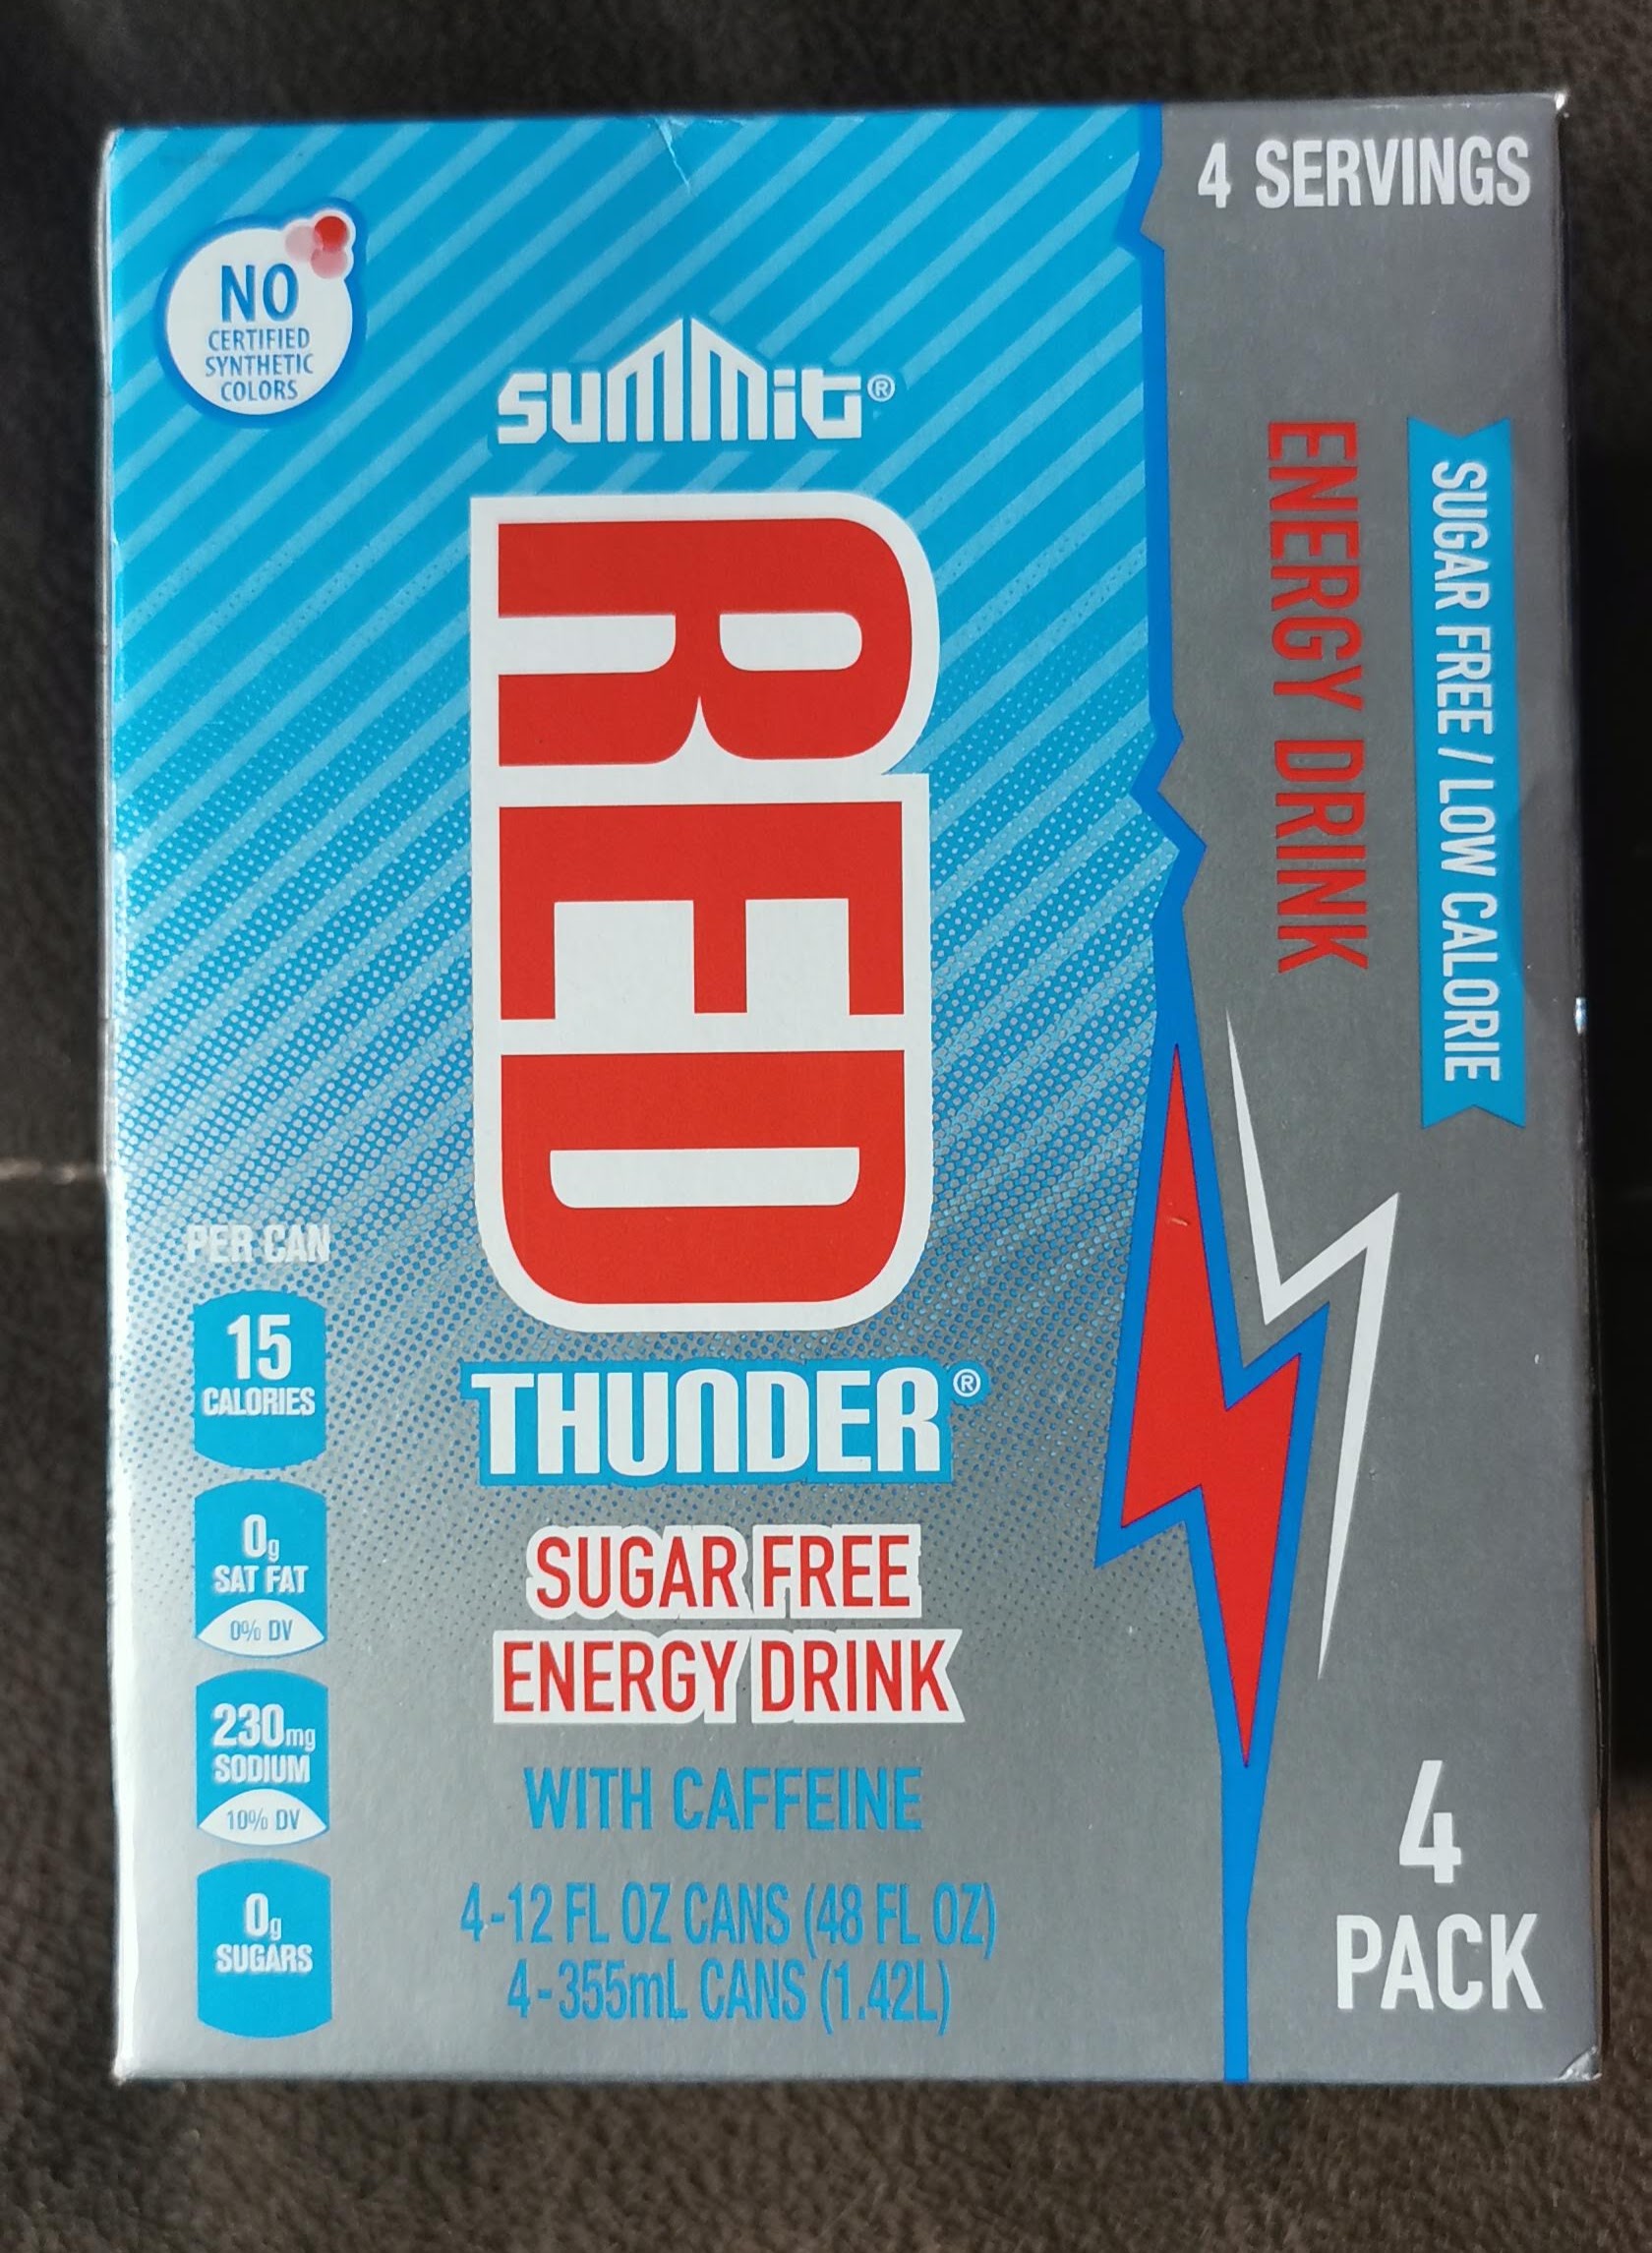 4 SERVINGS
NO
CERTIFIED
SYNTHETIC
COLORS
summit®
RED
THUNDER®
SUGAR FREE
ENERGY DRINK
WITH CAFFEINE
4-12 FL OZ CANS (48 FL OZ)
4-355mL CANS (1.42L)
PER CAN
15
CALORIES
0g
SAT FAT
0% DV
230mg
SODIUM
10% DV
0g
SUGARS
SUGAR FREE / LOW CALORIE
ENERGY DRINK
4
PACK